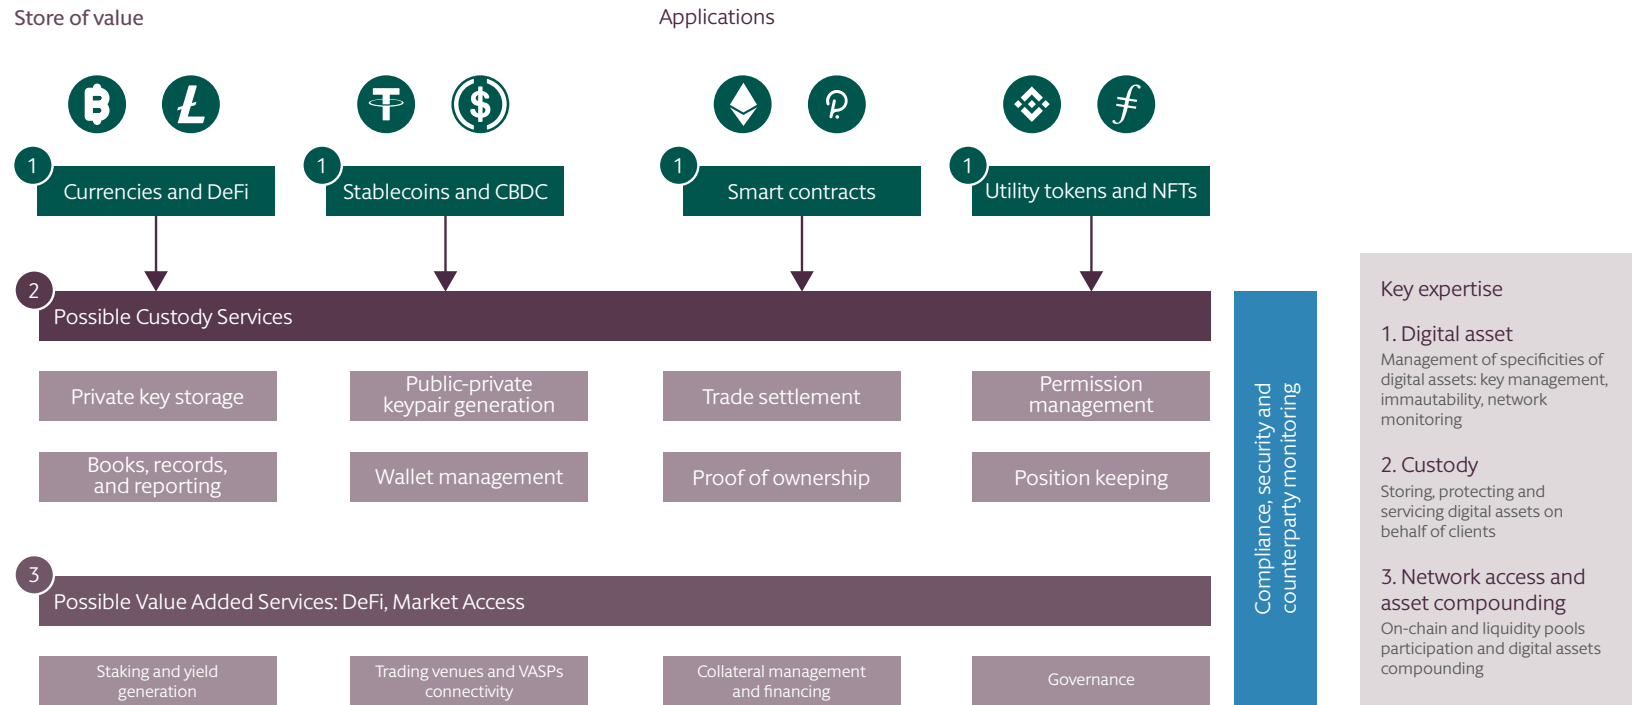 Store of value
Applications
1
Currencies and DeFi
1
Stablecoins and CBDC
1
Smart contracts
1
Utility tokens and NFTs
2
Possible Custody Services
Private key storage
Public-private
keypair generation
Trade settlement
Permission
management
Books, records,
and reporting
Wallet management
Proof of ownership
Position keeping
3
Possible Value Added Services: DeFi, Market Access
Staking and yield
generation
Trading venues and VASPs
connectivity
Collateral management
and financing
Governance
Compliance, security and
counterparty monitoring
Key expertise
1. Digital asset
Management of specificities of
digital assets: key management,
immautability, network
monitoring
2. Custody
Storing, protecting and
servicing digital assets on
behalf of clients
3. Network access and
asset compounding
On-chain and liquidity pools
participation and digital assets
compounding